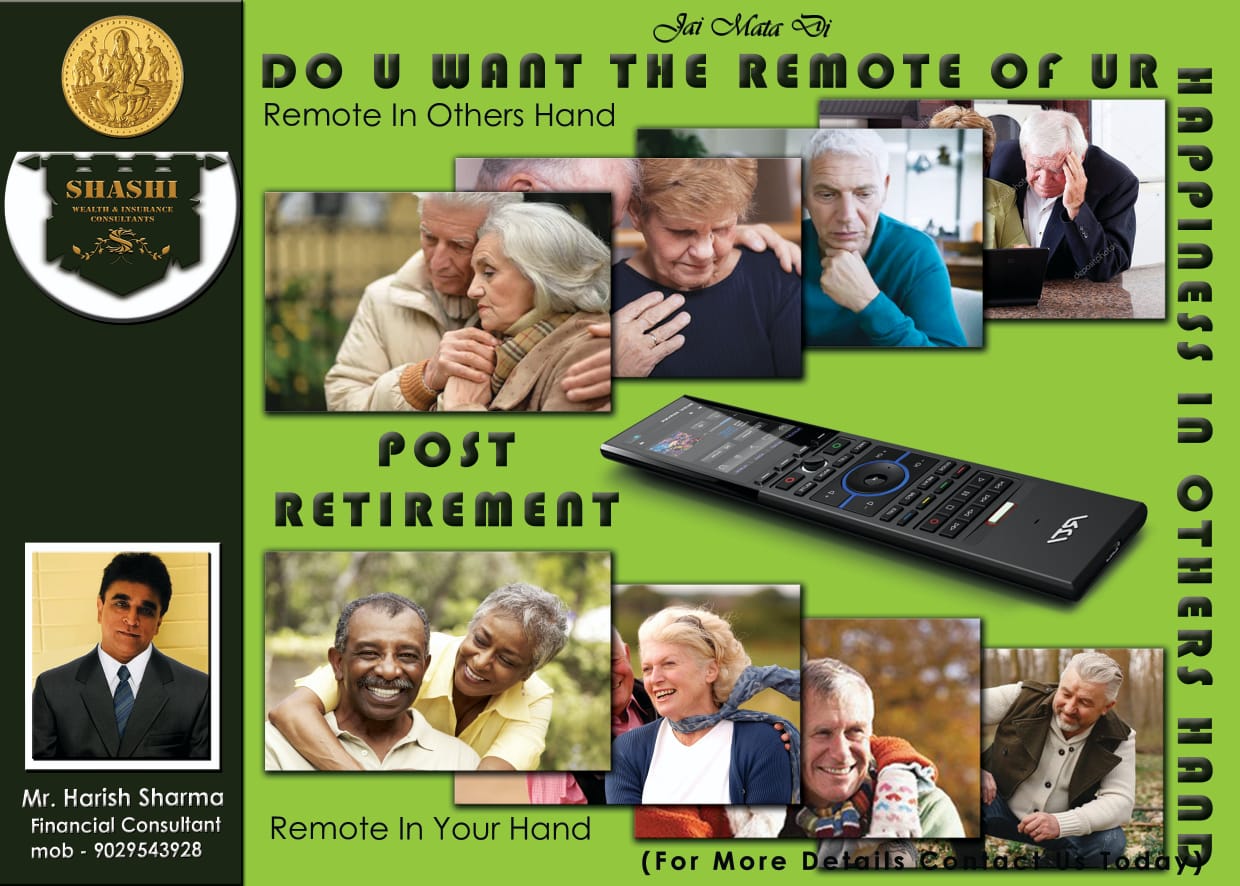 Jai Mata Di
DO U WANT THE REMOTE OF UR
HAPPINESS IN OTHERS HAND
Remote In Others Hand
SHASHI
WEALTH & INSURANCE
CONSULTANTS
depositphotos
POST
RETIREMENT
Mr. Harish Sharma
Financial Consultant
mob - 9029543928
Remote In Your Hand
(For More Details Contact Us Today)